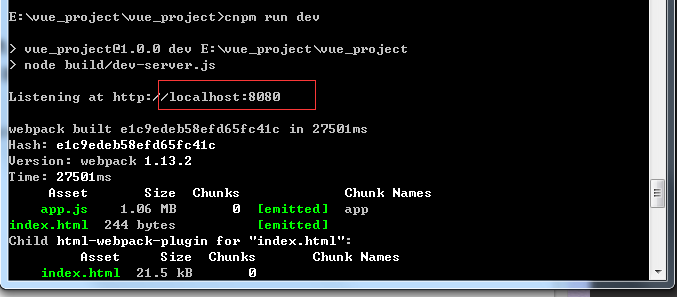 E:\vue_project\vue_project>cnpm run dev
> vue_project@1.0.0 dev E:\vue_project\vue_project
> node build/dev-server.js
Listening at http://localhost:8080
webpack built e1c9edeb58efd65fc41c in 27501ms
Hash: e1c9edeb58efd65fc41c
Version: webpack 1.13.2
Time: 27501ms
Asset Size Chunks Chunk Names
app.js 1.06 MB 0 [emitted] app
index.html 244 bytes [emitted]
Child html-webpack-plugin for "index.html":
Asset Size Chunks Chunk Names
index.html 21.5 kB 0